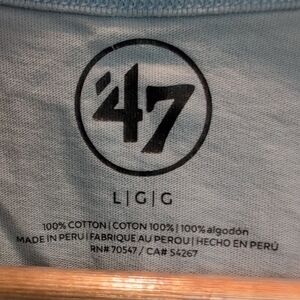 '47
L|G|G
100% COTTON | COTON 100% | 100% algodón
MADE IN PERU | FABRIQUE AU PEROU | HECHO EN PERÚ
RN# 70547 / CA# 54267